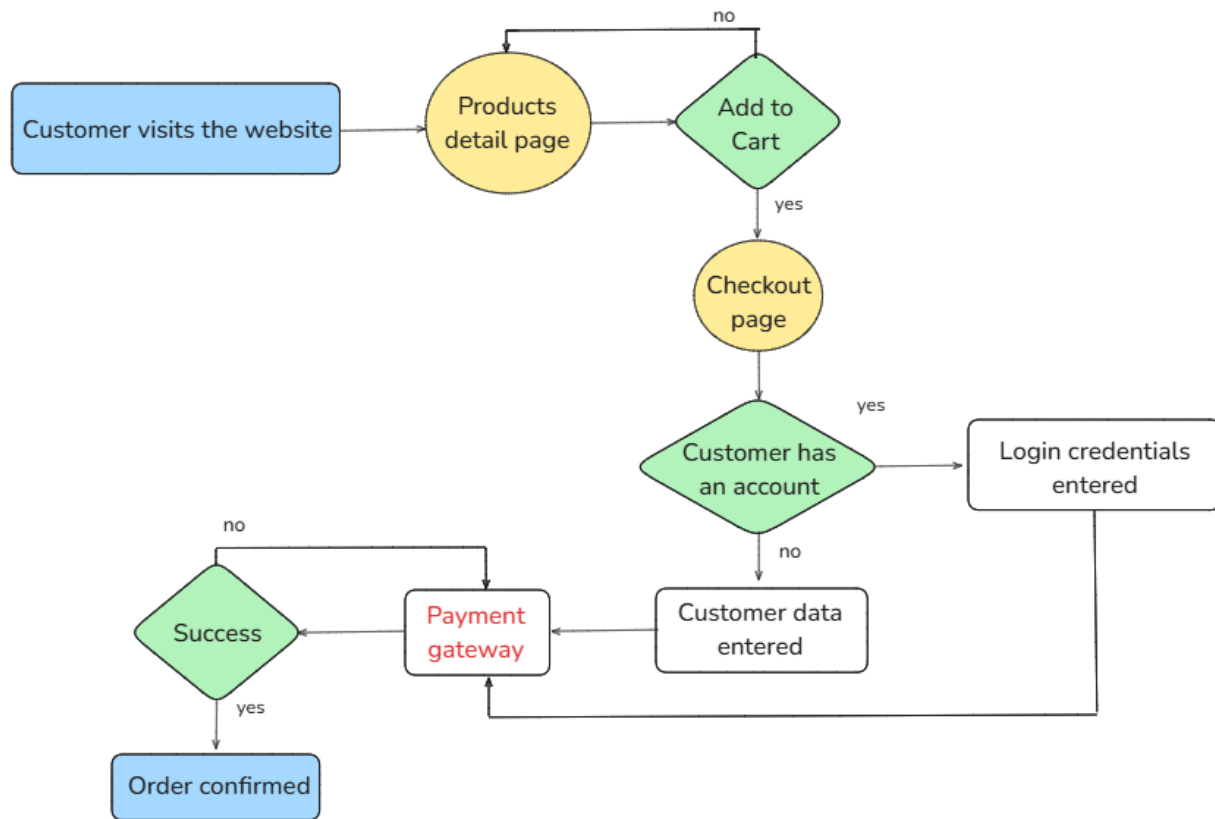 no
Customer visits the website
Products
detail page
Add to
Cart
yes
Checkout
page
yes
Customer has
an account
Login credentials
entered
no
no
Customer data
entered
Payment
gateway
Success
yes
Order confirmed